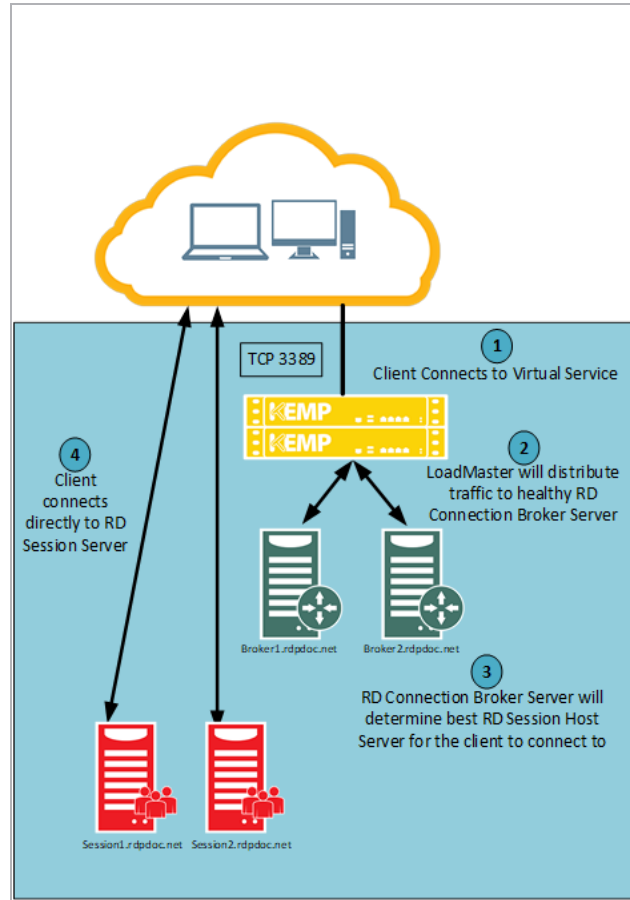 TCP 3389
1
Client Connects to Virtual Service
KEMP
KEMP
2
LoadMaster will distribute
traffic to healthy RD
Connection Broker Server
4
Client
connects
directly to RD
Session Server
Broker1.rdpdoc.net
Broker2.rdpdoc.net
3
RD Connection Broker Server will
determine best RD Session Host
Server for the client to connect to
Session1.rdpdoc.net
Session2.rdpdoc.net